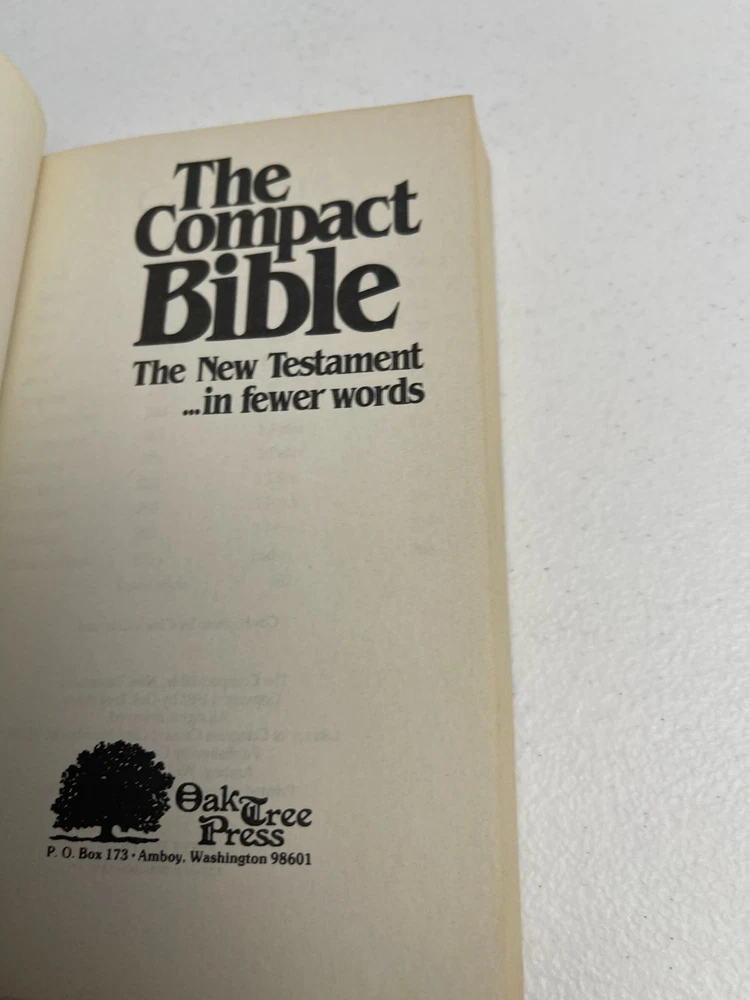 The
Compact
Bible
The New Testament
...in fewer words
Oak Tree
Press
P. O. Box 173 • Amboy, Washington 98601